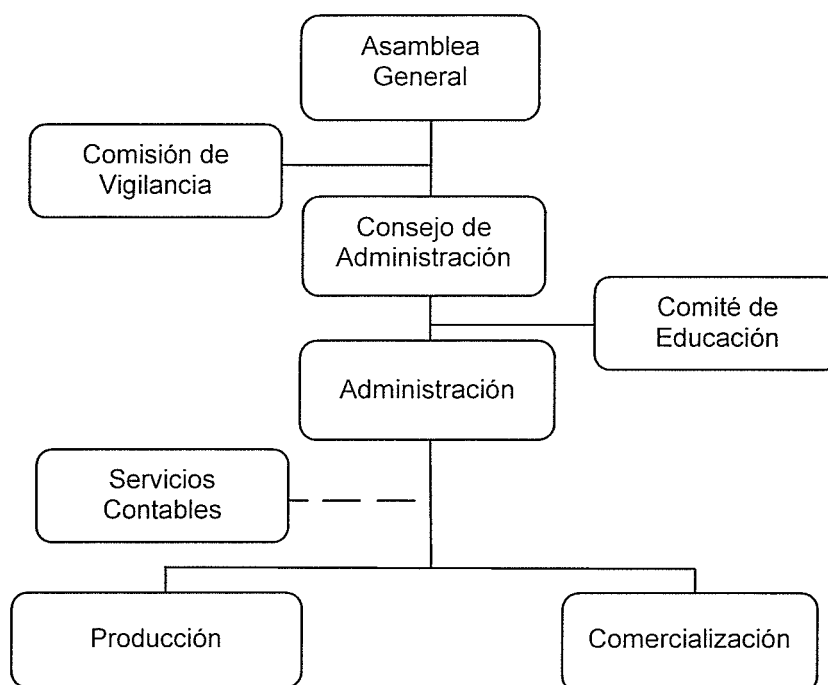 Asamblea
General
Comisión de
Vigilancia
Consejo de
Administración
Comité de
Educación
Administración
Servicios
Contables
Producción
Comercialización